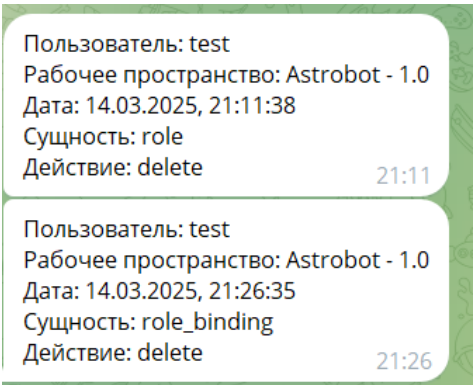 Пользователь: test
Рабочее пространство: Astrobot - 1.0
Дата: 14.03.2025, 21:11:38
Сущность: role
Действие: delete
21:11
Пользователь: test
Рабочее пространство: Astrobot - 1.0
Дата: 14.03.2025, 21:26:35
Сущность: role_binding
Действие: delete
21:26